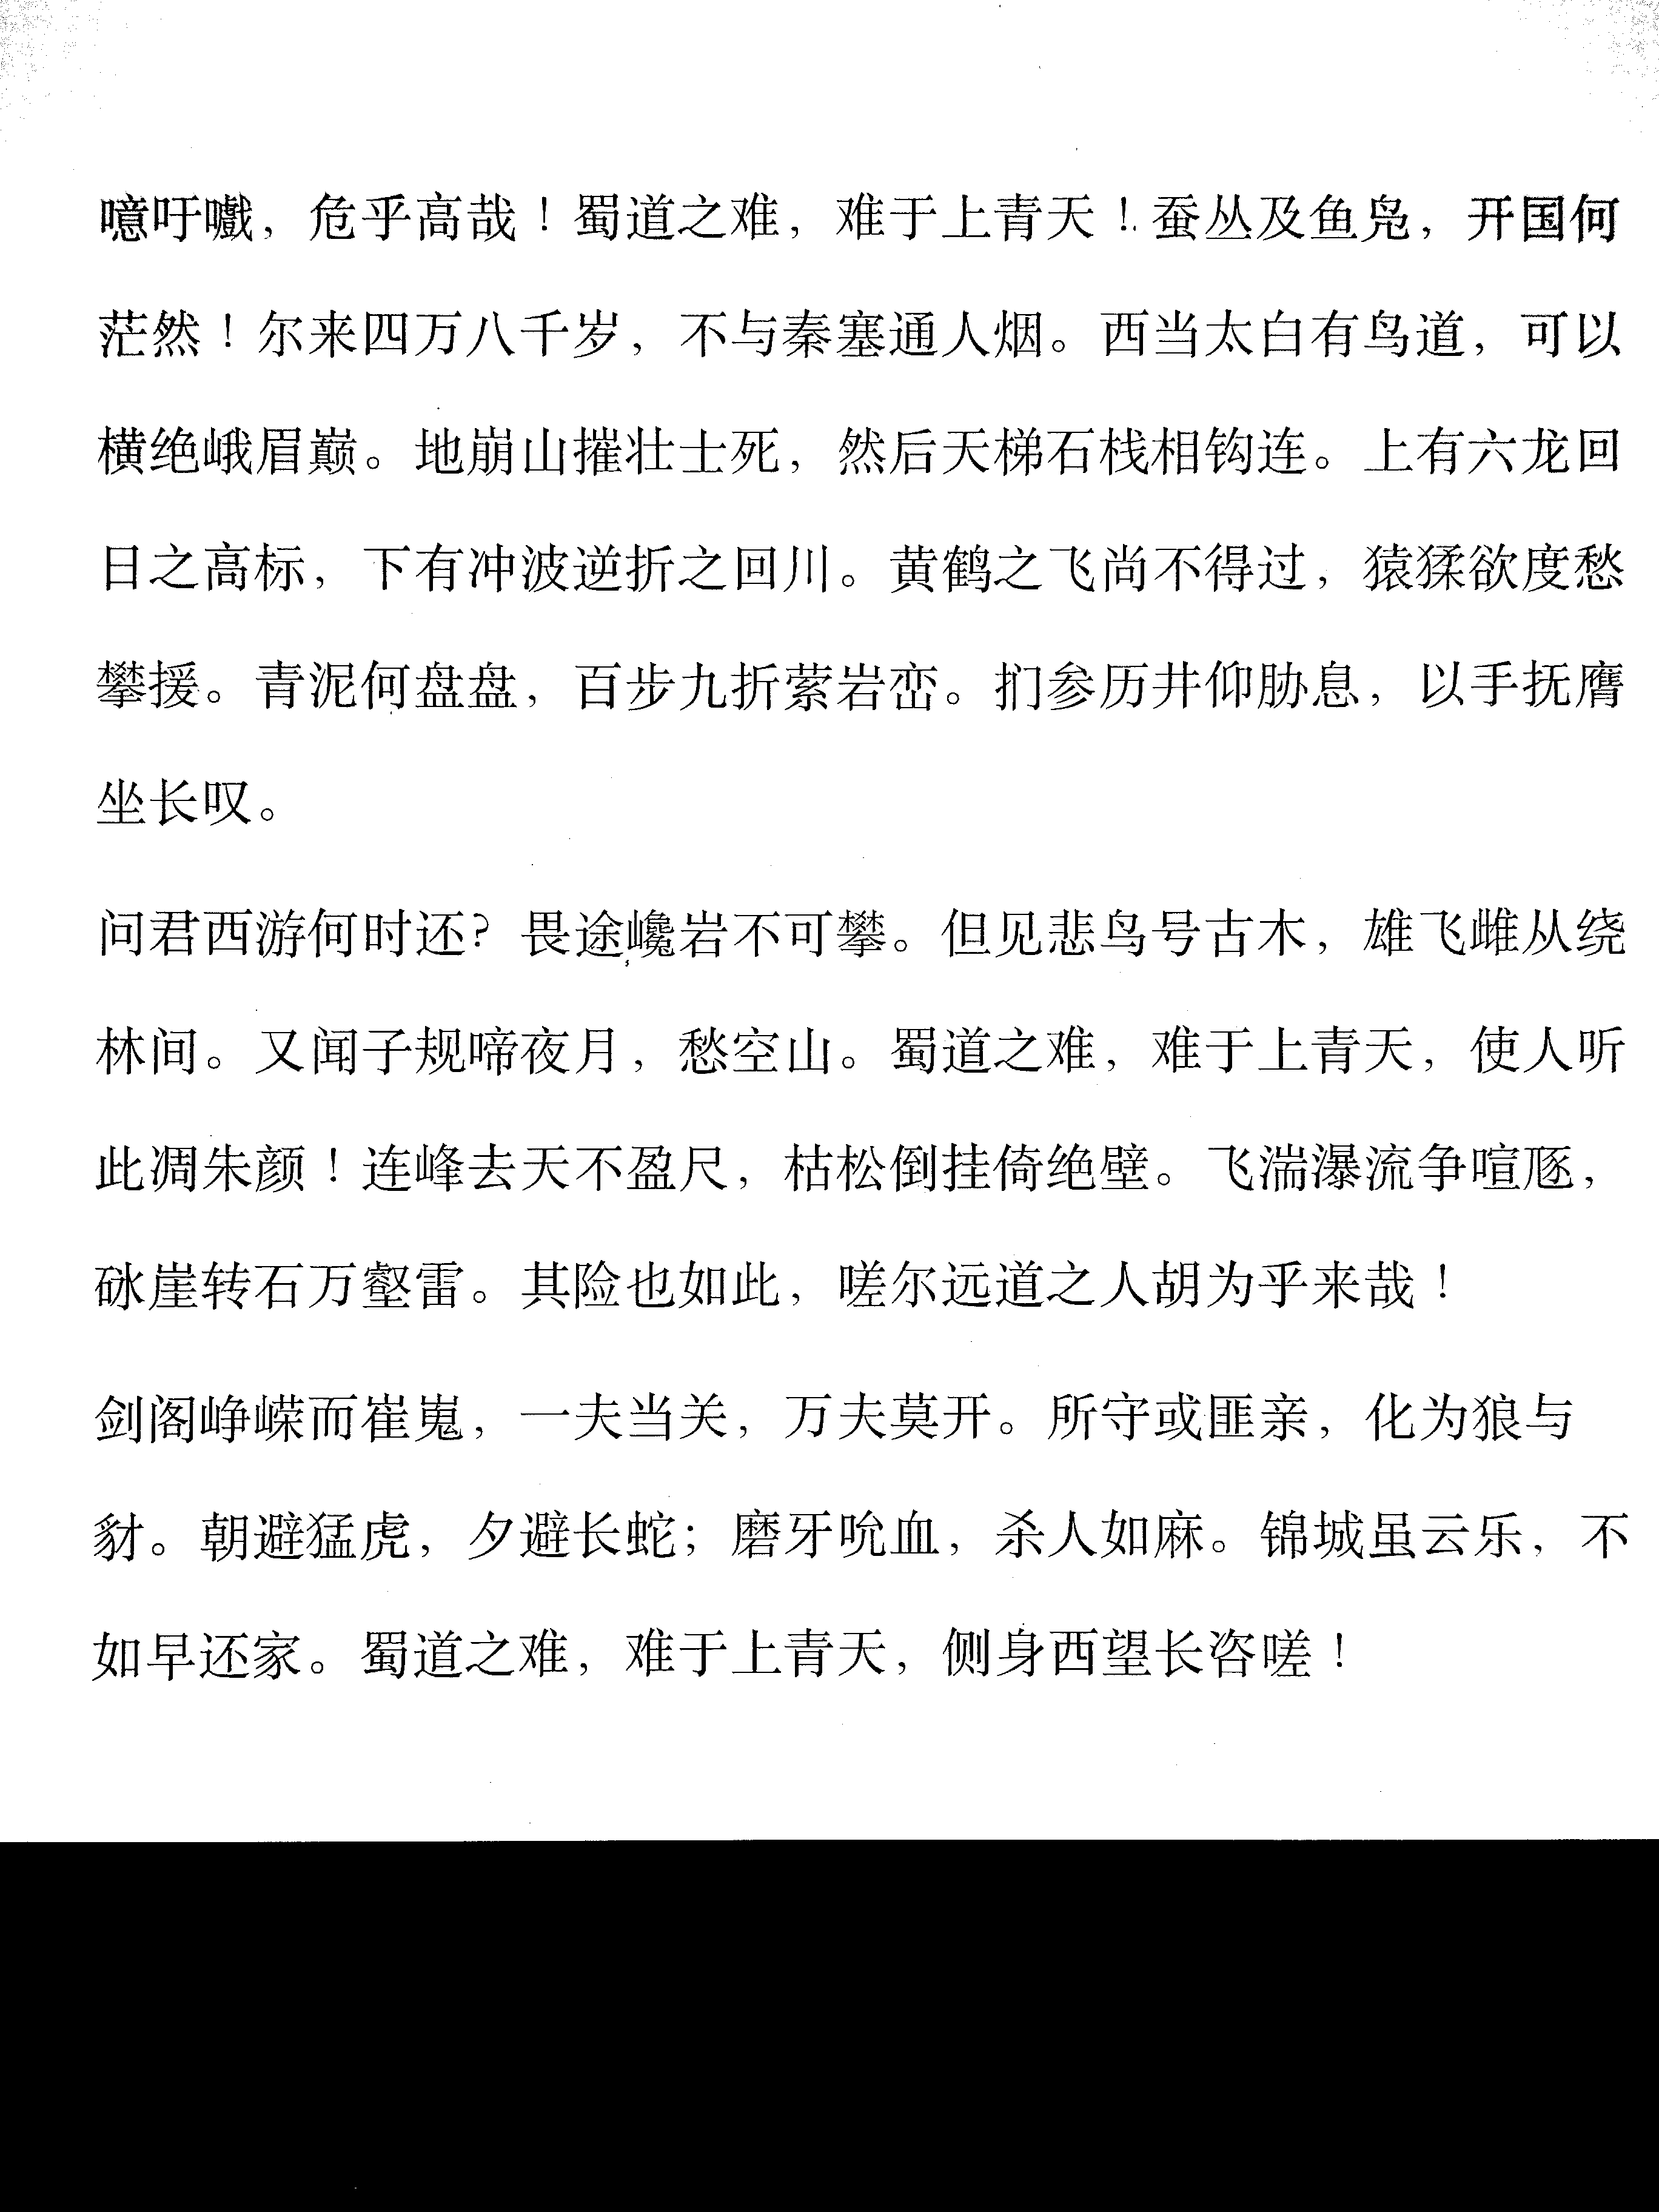 噫吁嚱，危乎高哉！蜀道之难，难于上青天！蚕丛及鱼凫，开国何
茫然！尔来四万八千岁，不与秦塞通人烟。西当太白有鸟道，可以
横绝峨眉巅。地崩山摧壮士死，然后天梯石栈相钩连。上有六龙回
日之高标，下有冲波逆折之回川。黄鹤之飞尚不得过，猿猱欲度愁
攀援。青泥何盘盘，百步九折萦岩峦。扪参历井仰胁息，以手抚膺
坐长叹。
问君西游何时还？畏途巉岩不可攀。但见悲鸟号古木，雄飞雌从绕
林间。又闻子规啼夜月，愁空山。蜀道之难，难于上青天，使人听
此凋朱颜！连峰去天不盈尺，枯松倒挂倚绝壁。飞湍瀑流争喧豗，
砯崖转石万壑雷。其险也如此，嗟尔远道之人胡为乎来哉！
剑阁峥嵘而崔嵬，一夫当关，万夫莫开。所守或匪亲，化为狼与
豺。朝避猛虎，夕避长蛇；磨牙吮血，杀人如麻。锦城虽云乐，不
如早还家。蜀道之难，难于上青天，侧身西望长咨嗟！